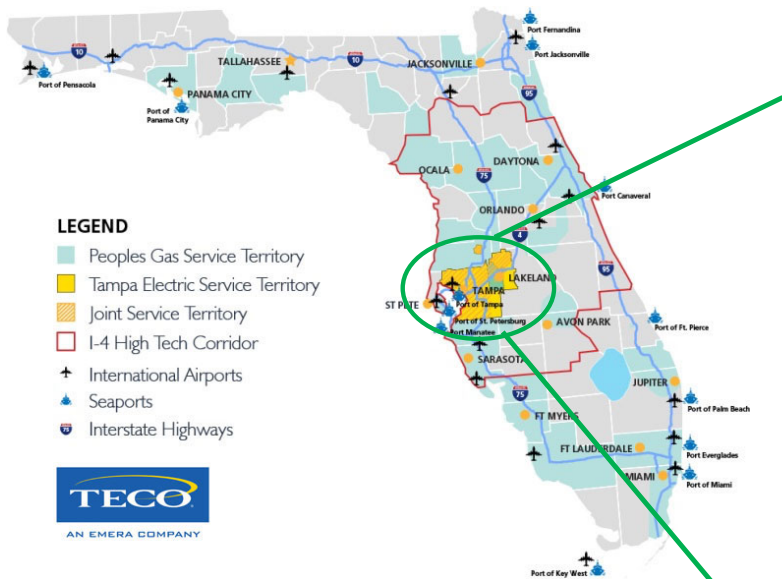 Port Fernandina
Port Jacksonville
JACKSONVILLE
TALLAHASSEE
10
10
95
Port of Pensacola
PANAMA CITY
Port of
Panama City
OCALA
DAYTONA
75
Port Canaveral
ORLANDO
4
LEGEND
Peoples Gas Service Territory
Tampa Electric Service Territory
Joint Service Territory
I-4 High Tech Corridor
International Airports
Seaports
75
Interstate Highways
LAKELAND
TAMPA
95
ST PETE
Port of Tampa
Port of St. Petersburg
Port Manatee
AVON PARK
Port of Ft. Pierce
SARASOTA
JUPITER
75
Port of Palm Beach
FT MYERS
FT LAUDERDALE
Port Everglades
MIAMI
Port of Miami
Port of Key West
TECO
AN EMERA COMPANY